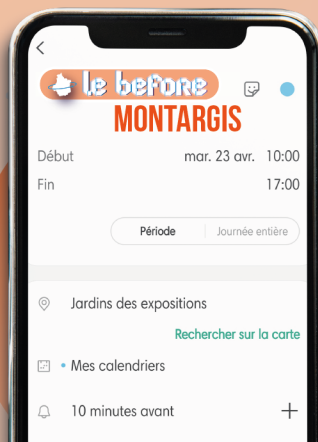 le before
MONTARGIS
Début mar. 23 avr. 10:00
Fin 17:00
Période Journée entière
Jardins des expositions
Rechercher sur la carte
Mes calendriers
10 minutes avant